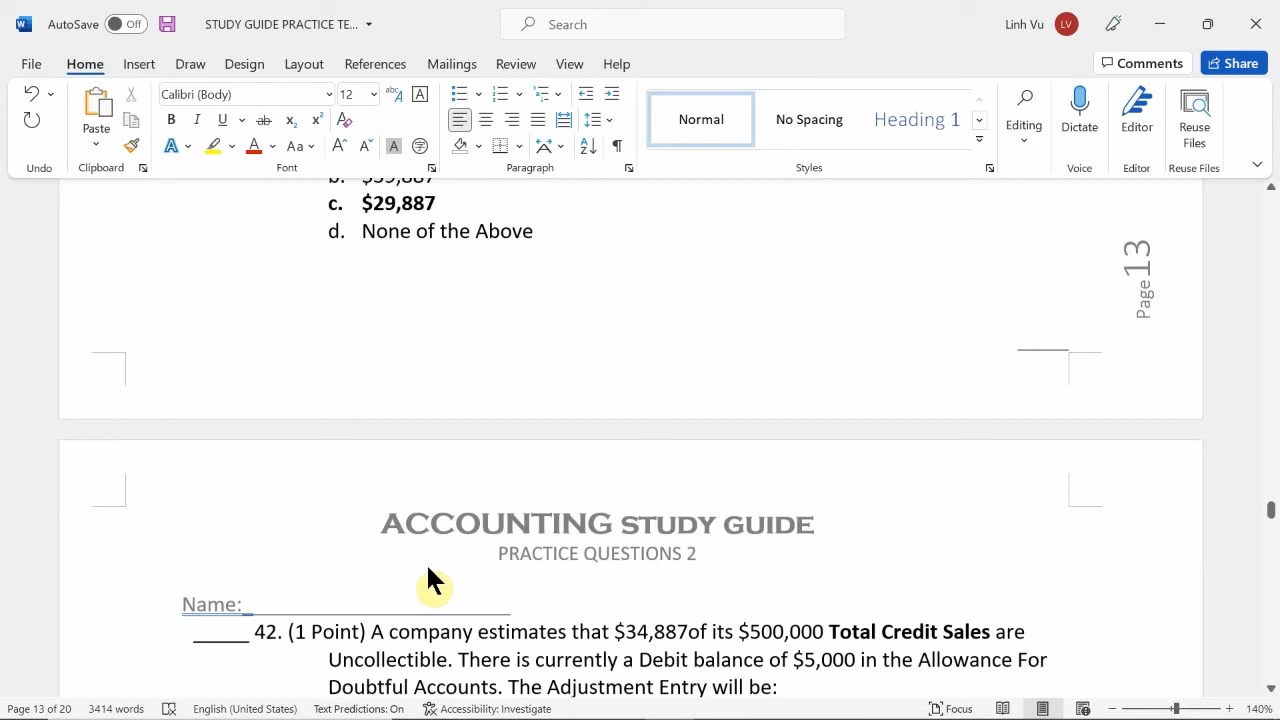 AutoSave Off STUDY GUIDE PRACTICE TE... Search Linh Vu LV
File Home Insert Draw Design Layout References Mailings Review View Help Comments Share
Calibri (Body) 12
Paste Normal No Spacing Heading 1 Editing Dictate Editor Reuse Files
Undo Clipboard Font Paragraph Styles Voice Editor Reuse Files
c. $29,887
d. None of the Above
Page 13
ACCOUNTING STUDY GUIDE
PRACTICE QUESTIONS 2
Name:_______________________
_____ 42. (1 Point) A company estimates that $34,887of its $500,000 Total Credit Sales are
Uncollectible. There is currently a Debit balance of $5,000 in the Allowance For
Doubtful Accounts. The Adjustment Entry will be:
Page 13 of 20 3414 words English (United States) Text Predictions: On Accessibility: Investigate Focus 140%